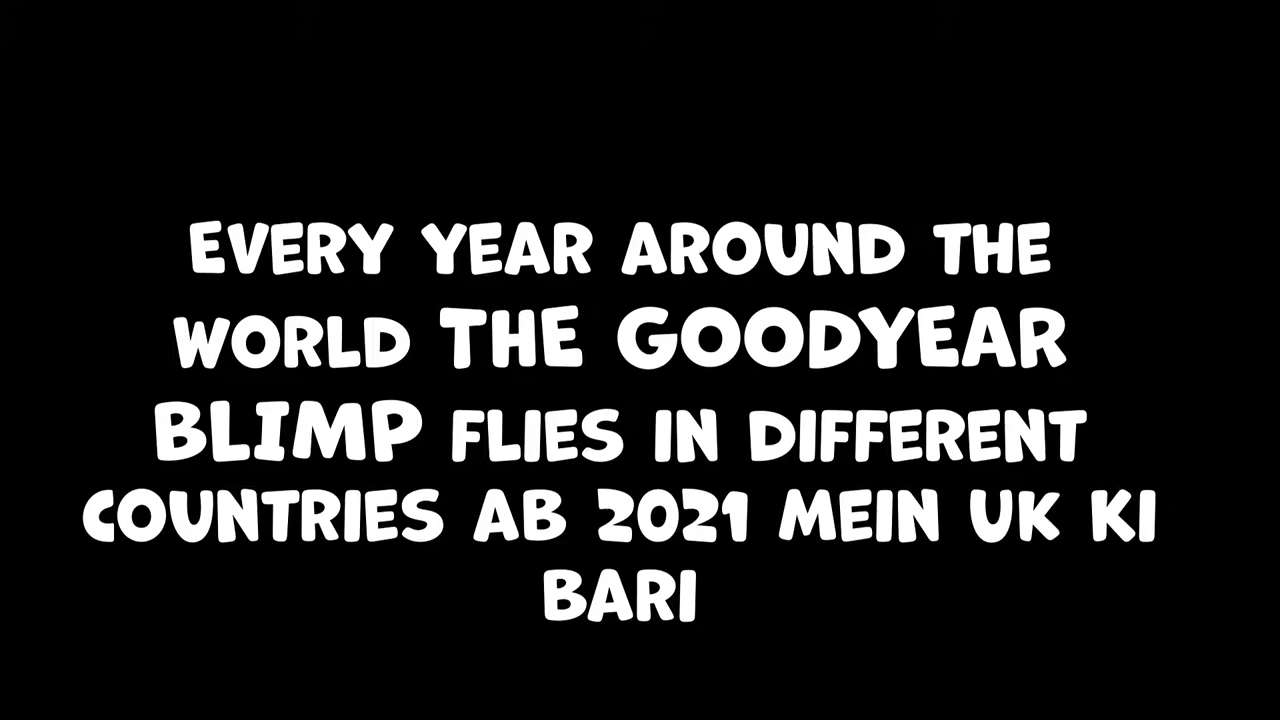 EVERY YEAR AROUND THE
WORLD THE GOODYEAR
BLIMP FLIES IN DIFFERENT
COUNTRIES AB 2021 MEIN UK KI
BARI